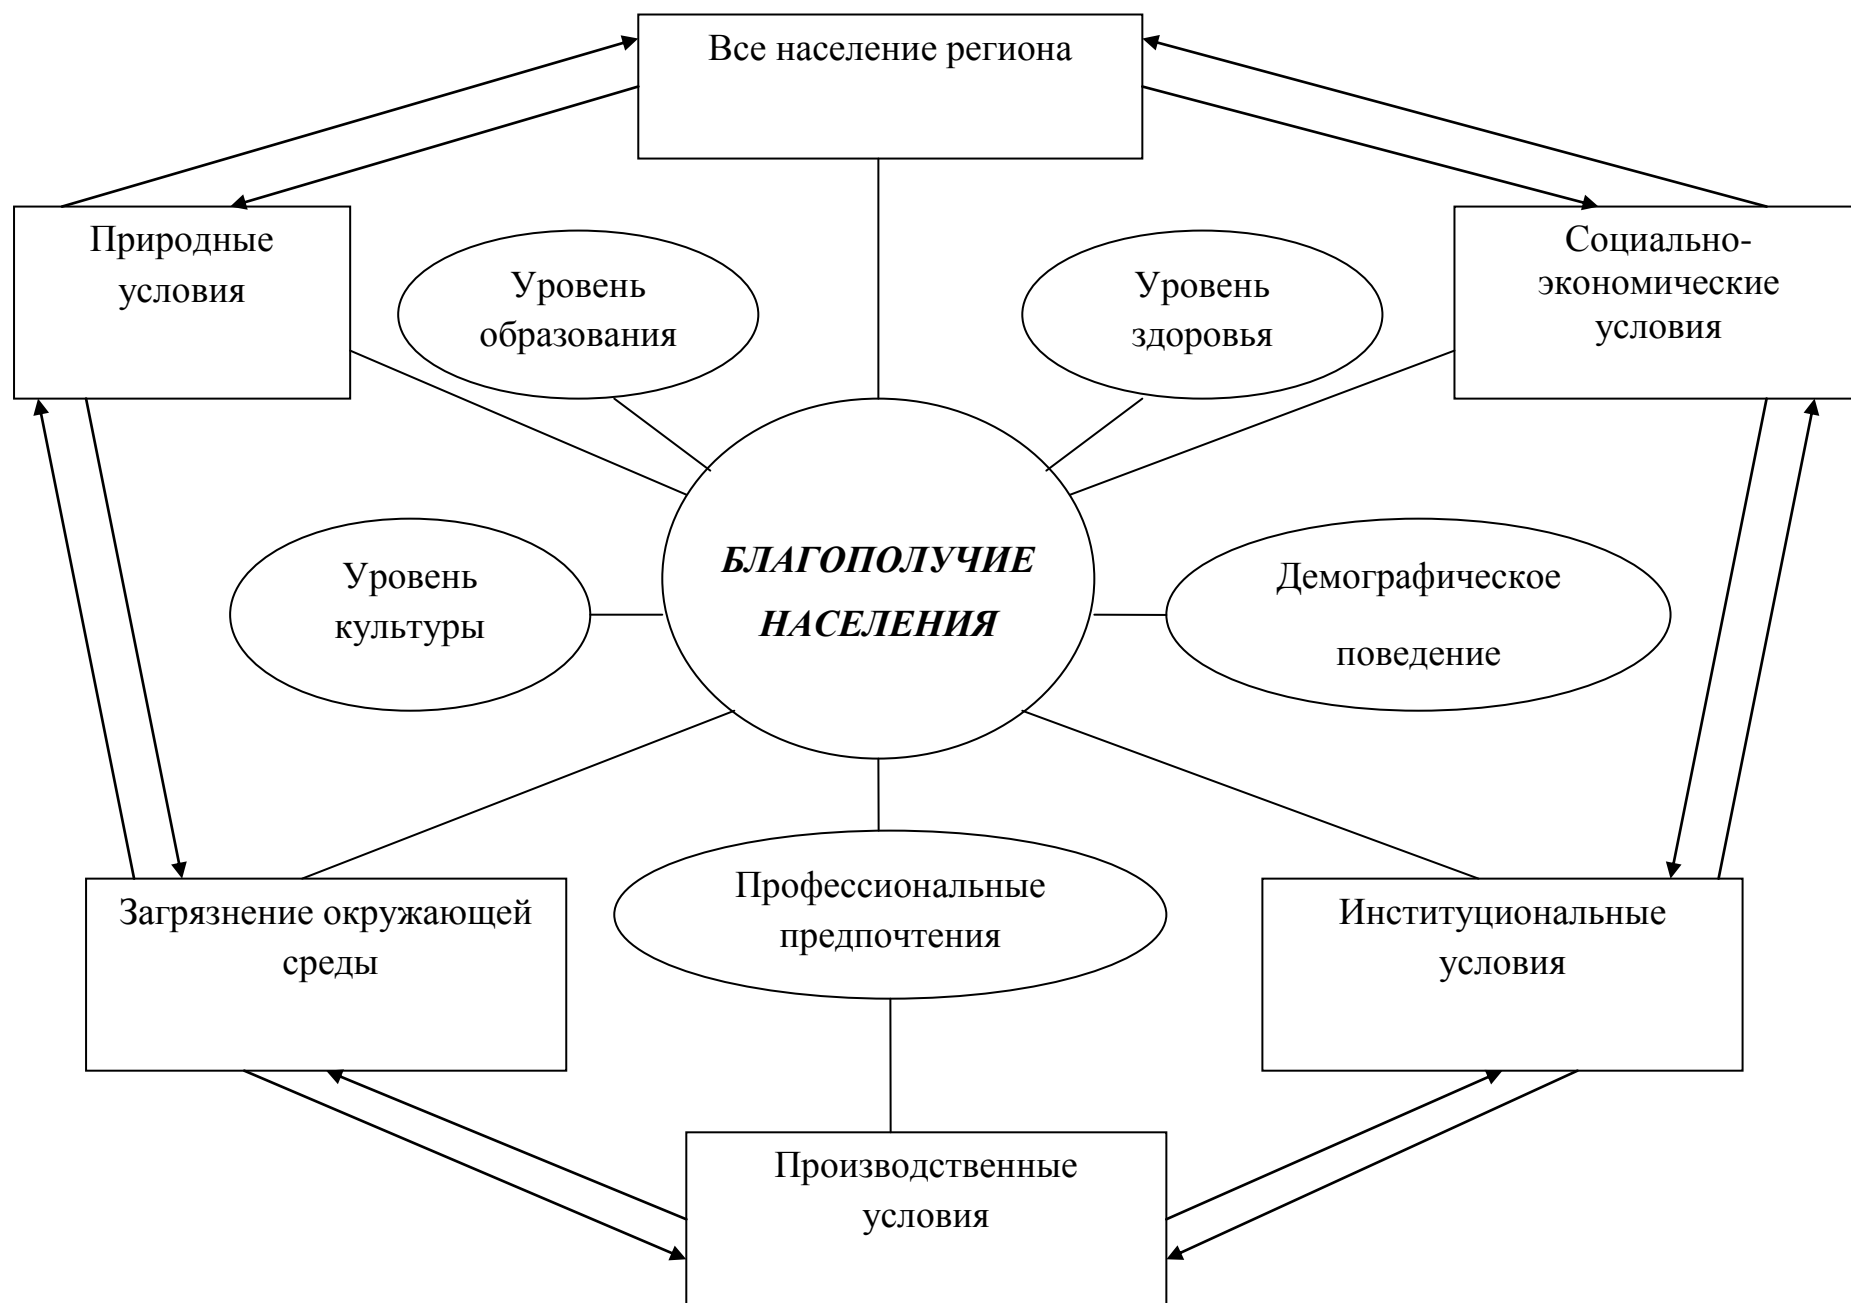 Все население региона
Природные
условия
Социально-
экономические
условия
Уровень
образования
Уровень
здоровья
Уровень
культуры
БЛАГОПОЛУЧИЕ
НАСЕЛЕНИЯ
Демографическое
поведение
Загрязнение окружающей
среды
Профессиональные
предпочтения
Институциональные
условия
Производственные
условия